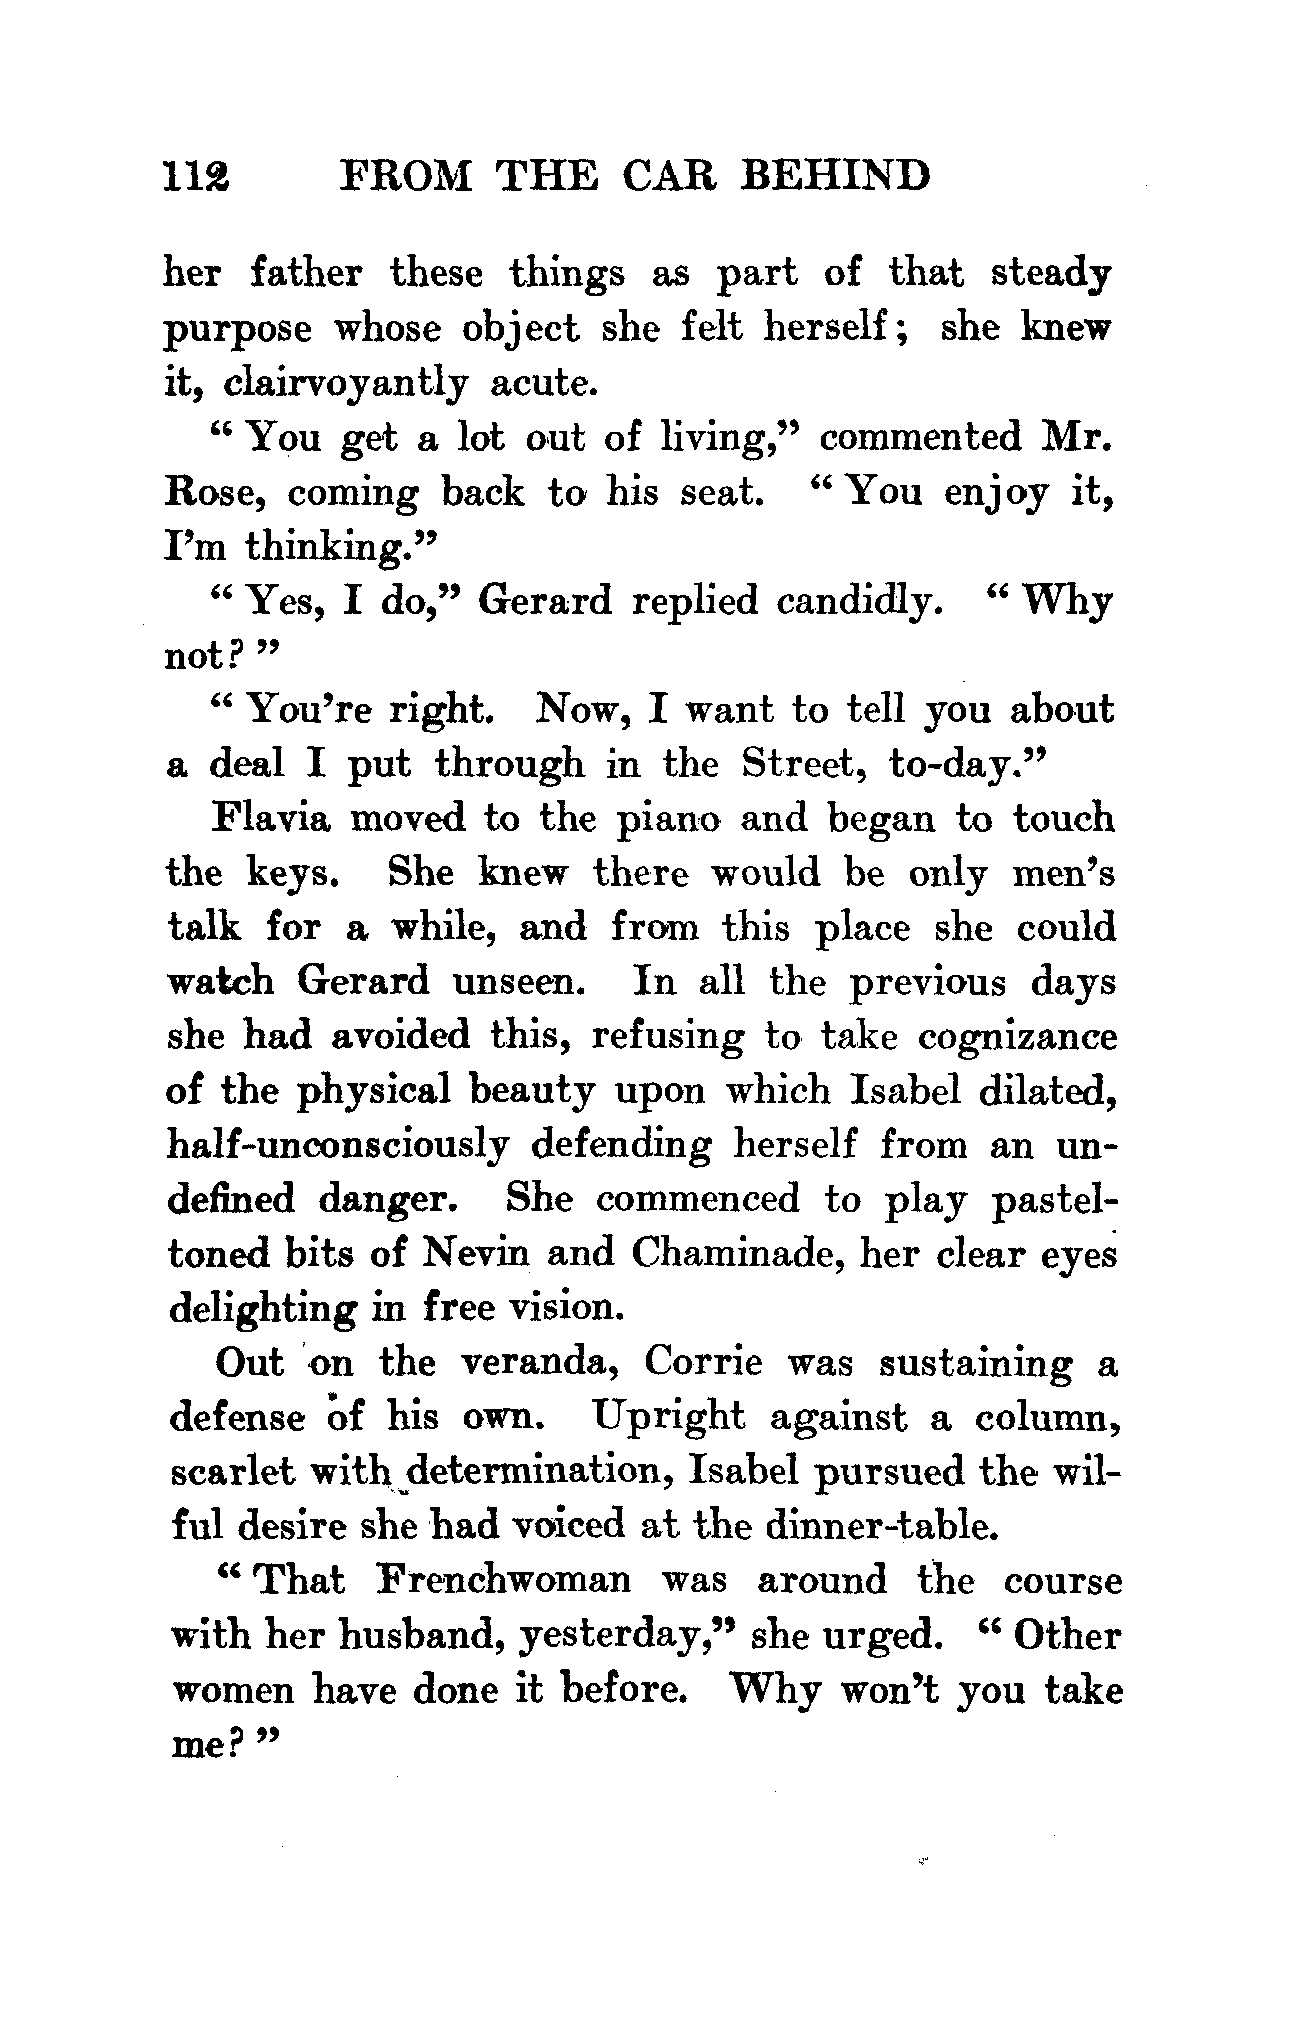 112 FROM THE CAR BEHIND
her father these things as part of that steady
purpose whose object she felt herself; she knew
it, clairvoyantly acute.
“You get a lot out of living,” commented Mr.
Rose, coming back to his seat. “You enjoy it,
I’m thinking.”
“Yes, I do,” Gerard replied candidly. “Why
not?”
“You’re right. Now, I want to tell you about
a deal I put through in the Street, to-day.”
Flavia moved to the piano and began to touch
the keys. She knew there would be only men’s
talk for a while, and from this place she could
watch Gerard unseen. In all the previous days
she had avoided this, refusing to take cognizance
of the physical beauty upon which Isabel dilated,
half-unconsciously defending herself from an un-
defined danger. She commenced to play pastel-
toned bits of Nevin and Chaminade, her clear eyes
delighting in free vision.
Out on the veranda, Corrie was sustaining a
defense of his own. Upright against a column,
scarlet with determination, Isabel pursued the wil-
ful desire she had voiced at the dinner-table.
“That Frenchwoman was around the course
with her husband, yesterday,” she urged. “Other
women have done it before. Why won’t you take
me?”